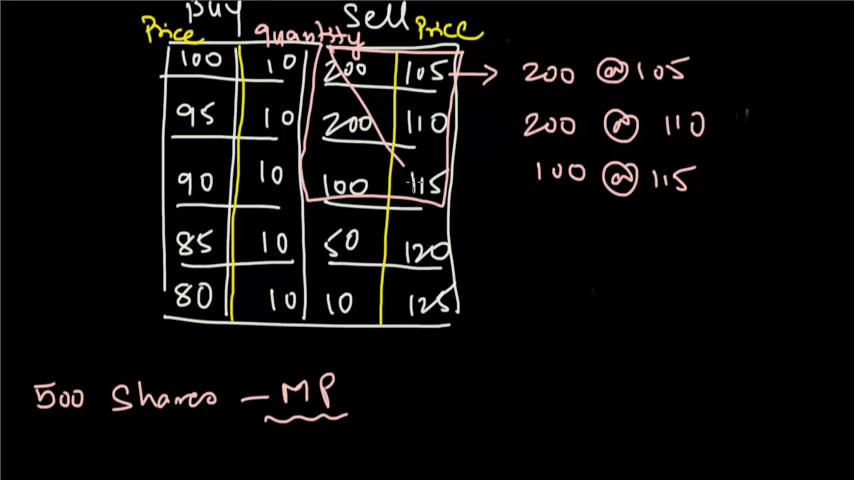 Buy Sell
Price quantity Price
100 10 200 105 → 200 @ 105
95 10 200 110 200 @ 110
90 10 100 115 100 @ 115
85 10 50 120
80 10 10 125
500 Shares - MP